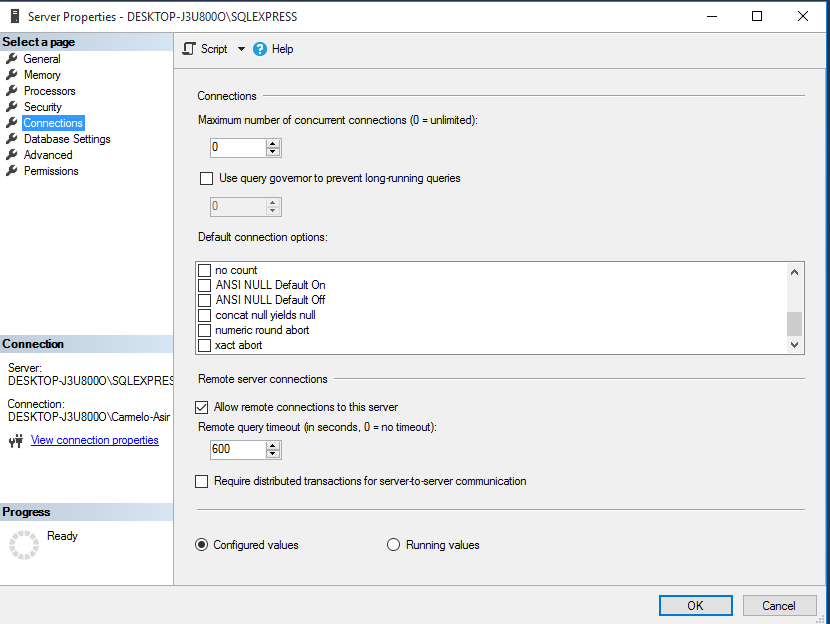 Server Properties - DESKTOP-J3U800O\SQLEXPRESS
Select a page
General
Memory
Processors
Security
Connections
Database Settings
Advanced
Permissions
Connection
Server:
DESKTOP-J3U800O\SQLEXPRES
Connection:
DESKTOP-J3U800O\Carmelo-Asir
View connection properties
Progress
Ready
Script
Help
Connections
Maximum number of concurrent connections (0 = unlimited):
0
Use query governor to prevent long-running queries
0
Default connection options:
no count
ANSI NULL Default On
ANSI NULL Default Off
concat null yields null
numeric round abort
xact abort
Remote server connections
Allow remote connections to this server
Remote query timeout (in seconds, 0 = no timeout):
600
Require distributed transactions for server-to-server communication
Configured values
Running values
OK
Cancel